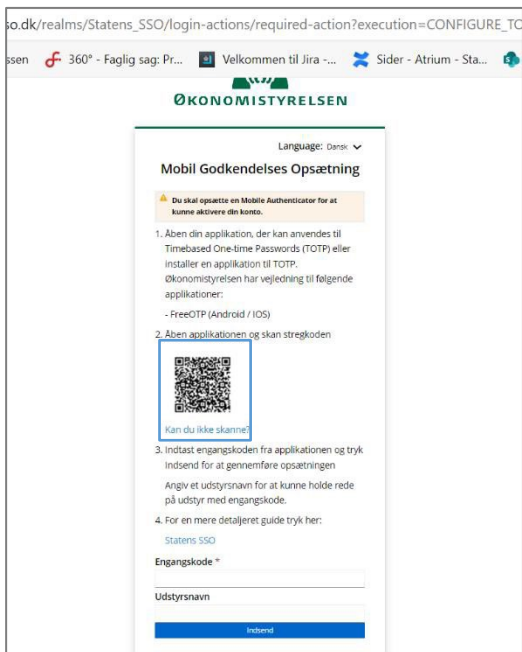 so.dk/realms/Statens_SSO/login-actions/required-action?execution=CONFIGURE_TO
ssen 360° - Faglig sag: Pr... Velkommen til Jira -... Sider - Atrium - Sta...
ØKONOMISTYRELSEN
Language: Dansk
Mobil Godkendelses Opsætning
Du skal opsætte en Mobile Authenticator for at
kunne aktivere din konto.
1. Åben din applikation, der kan anvendes til
Timebased One-time Passwords (TOTP) eller
installer en applikation til TOTP.
Økonomistyrelsen har vejledning til følgende
applikationer:
- FreeOTP (Android / IOS)
2. Åben applikationen og skan stregkoden
Kan du ikke skanne?
3. Indtast engangskoden fra applikationen og tryk
Indsend for at gennemføre opsætningen
Angiv et udstyrsnavn for at kunne holde rede
på udstyr med engangskode.
4. For en mere detaljeret guide tryk her:
Statens SSO
Engangskode *
Udstyrsnavn
Indsend